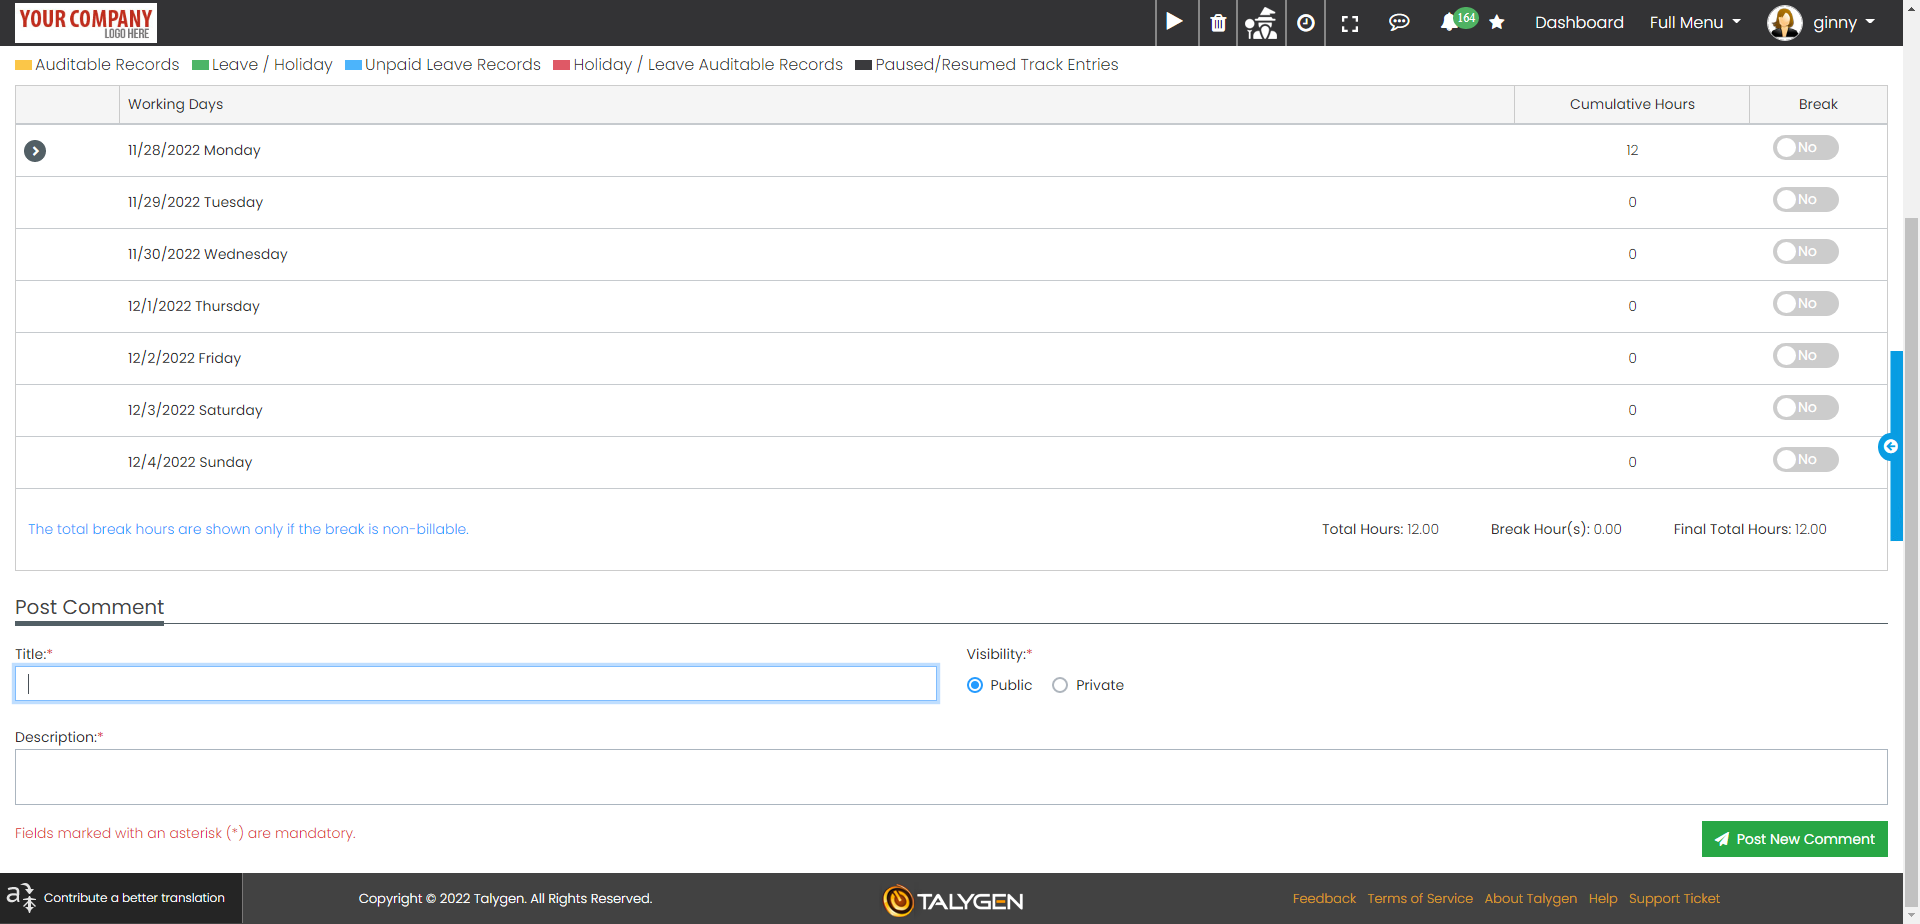 YOUR COMPANY
LOGO HERE
164
Dashboard
Full Menu
ginny
Auditable Records
Leave / Holiday
Unpaid Leave Records
Holiday / Leave Auditable Records
Paused/Resumed Track Entries
Working Days
Cumulative Hours
Break
11/28/2022 Monday
12
No
11/29/2022 Tuesday
0
No
11/30/2022 Wednesday
0
No
12/1/2022 Thursday
0
No
12/2/2022 Friday
0
No
12/3/2022 Saturday
0
No
12/4/2022 Sunday
0
No
The total break hours are shown only if the break is non-billable.
Total Hours: 12.00
Break Hour(s): 0.00
Final Total Hours: 12.00
Post Comment
Title:*
Visibility:*
Public
Private
Description:*
Fields marked with an asterisk (*) are mandatory.
Post New Comment
Contribute a better translation
Copyright © 2022 Talygen. All Rights Reserved.
TALYGEN
Feedback
Terms of Service
About Talygen
Help
Support Ticket